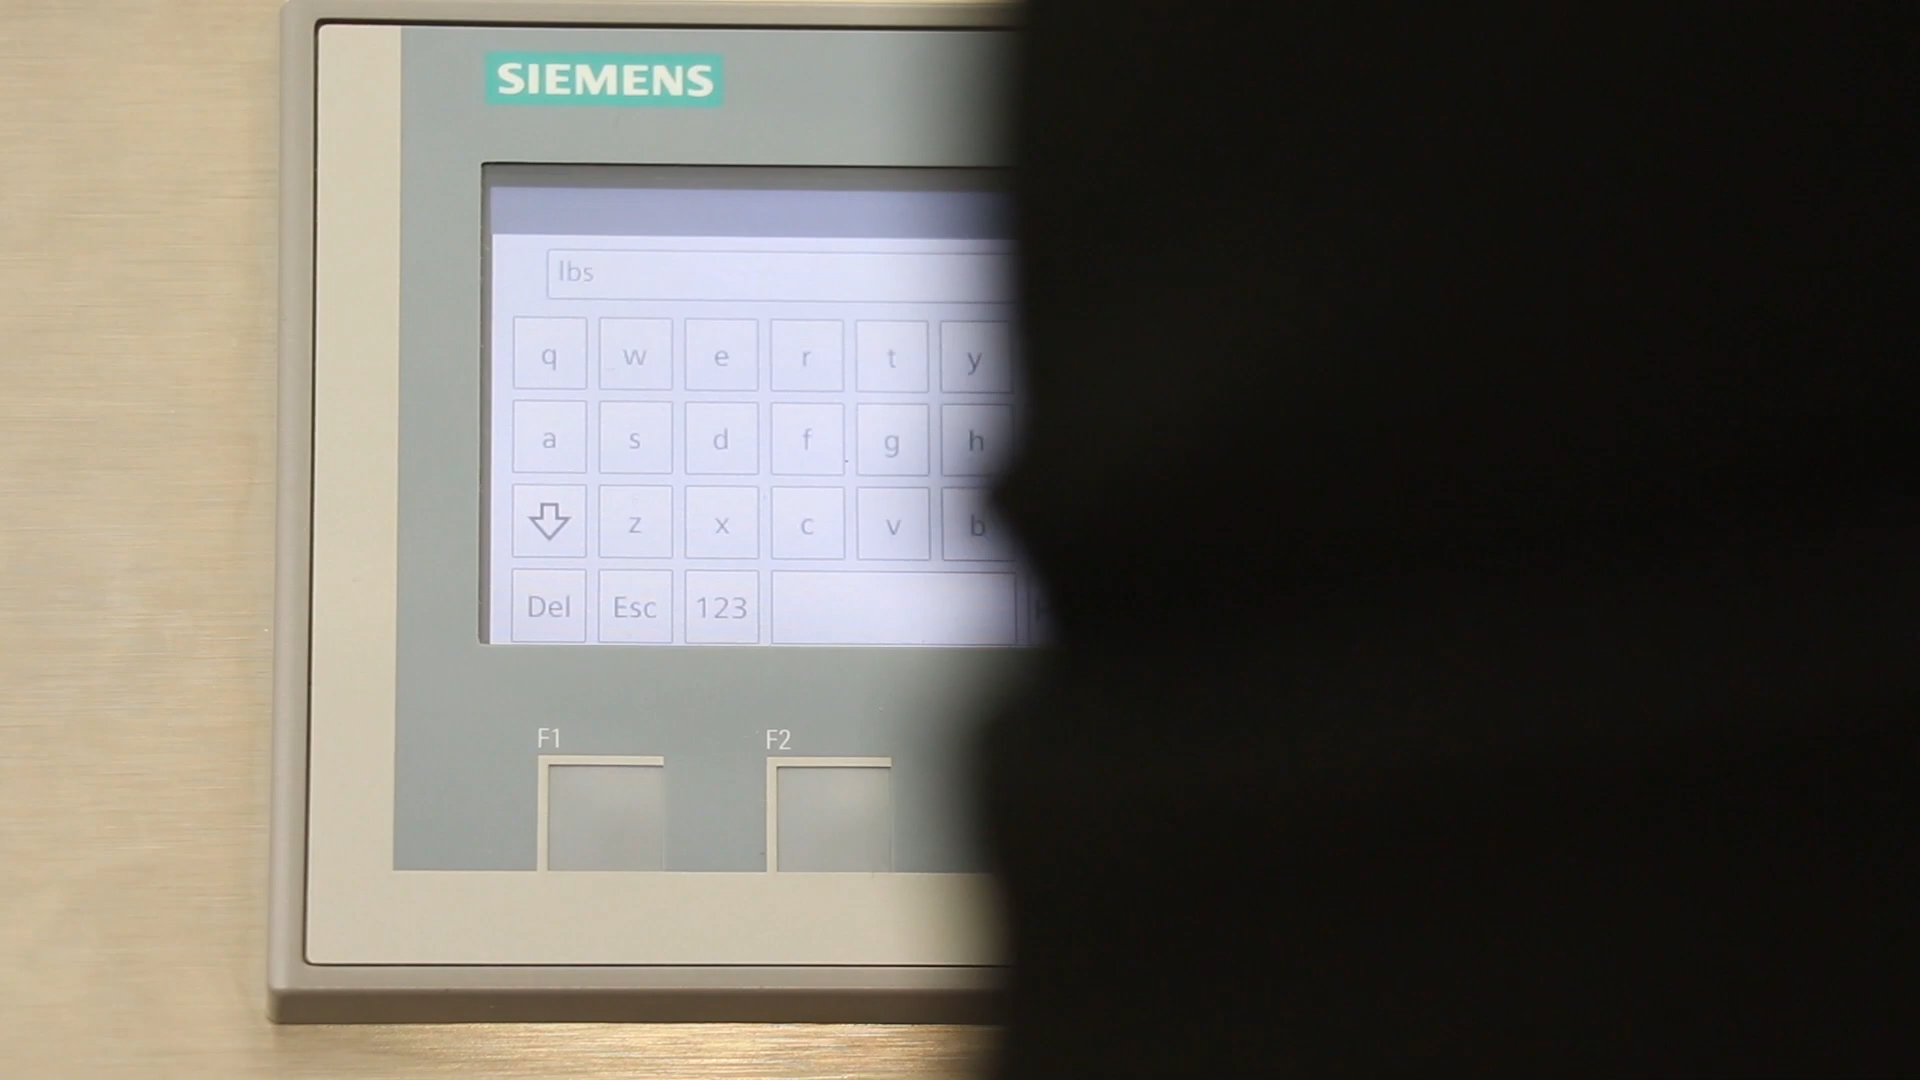 SIEMENS
lbs
q w e r t y
a s d f g h
z x c v b
Del Esc 123
F1 F2